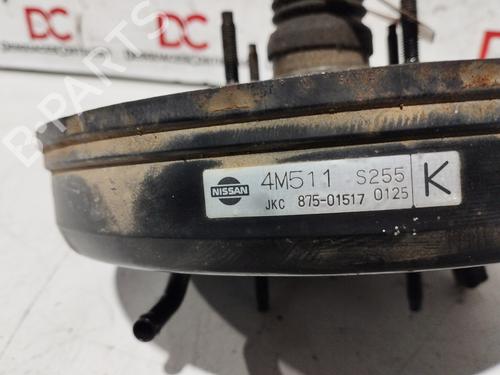 DC
DC
B-PARTS
NISSAN 4M511 S255 K
JKC 875-01517 0125